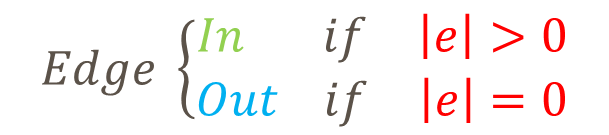 Edge { In if |e| > 0
Out if |e| = 0